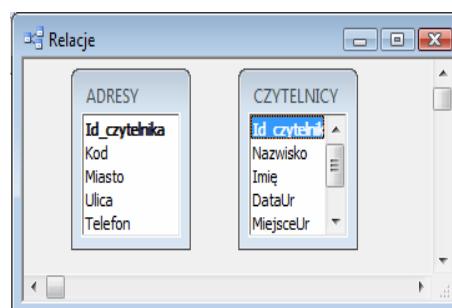 Relacje
ADRESY
Id_czytelnika
Kod
Miasto
Ulica
Telefon
CZYTELNICY
Id_czytelnik
Nazwisko
Imię
DataUr
MiejsceUr